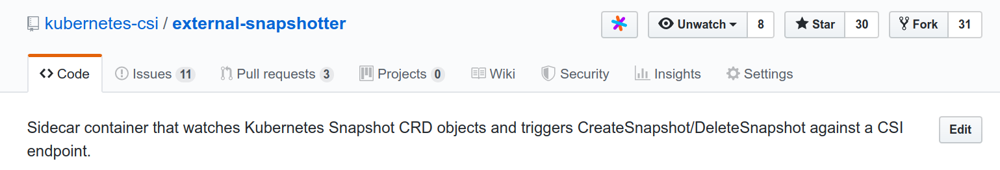 kubernetes-csi / external-snapshotter Unwatch 8 Star 30 Fork 31
Code Issues 11 Pull requests 3 Projects 0 Wiki Security Insights Settings
Sidecar container that watches Kubernetes Snapshot CRD objects and triggers CreateSnapshot/DeleteSnapshot against a CSI Edit
endpoint.